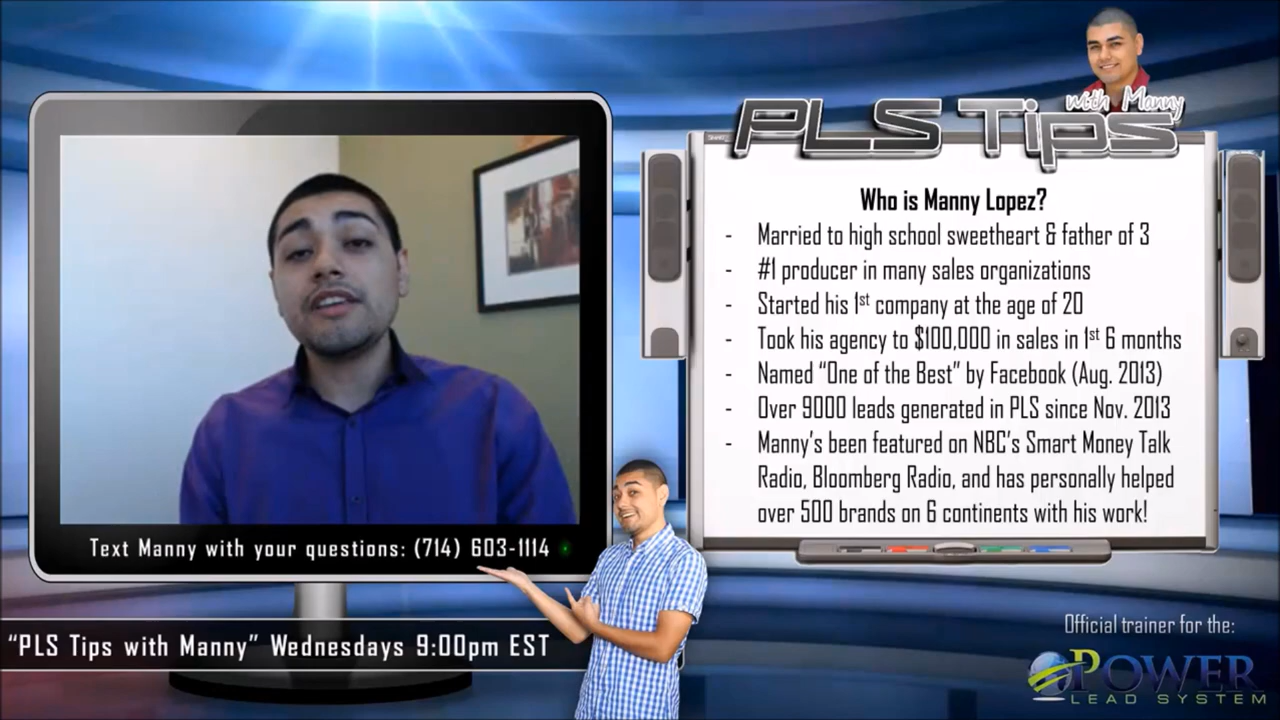 PLS Tips
with Manny
Who is Manny Lopez?
- Married to high school sweetheart & father of 3
- #1 producer in many sales organizations
- Started his 1st company at the age of 20
- Took his agency to $100,000 in sales in 1st 6 months
- Named “One of the Best” by Facebook (Aug. 2013)
- Over 9000 leads generated in PLS since Nov. 2013
- Manny's been featured on NBC's Smart Money Talk
Radio, Bloomberg Radio, and has personally helped
over 500 brands on 6 continents with his work!
Text Manny with your questions: (714) 603-1114
“PLS Tips with Manny” Wednesdays 9:00pm EST
Official trainer for the:
POWER
LEAD SYSTEM